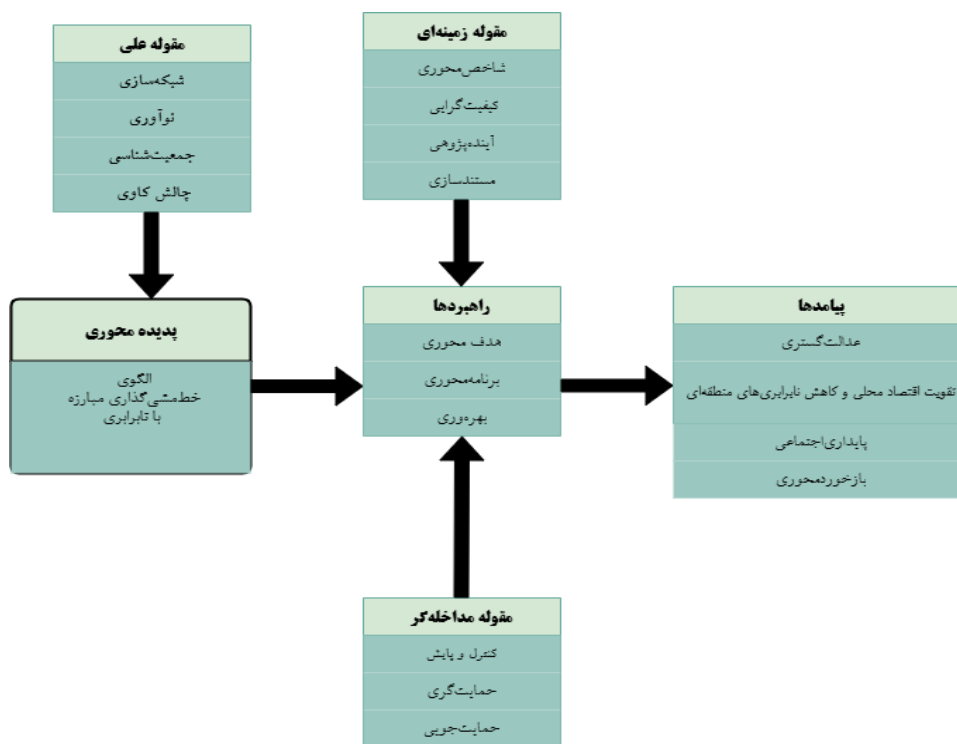 مقوله علی
شبکه‌سازی
نوآوری
جمعیت‌شناسی
چالش کاوی
مقوله زمینه‌ای
شاخص‌محوری
کیفیت‌گرایی
آینده‌پژوهی
مستندسازی
پدیده محوری
الگوی
خط‌مشی‌گذاری مبارزه
با نابرابری
راهبردها
هدف محوری
برنامه‌محوری
بهره‌وری
پیامدها
عدالت‌گستری
تقویت اقتصاد محلی و کاهش نابرابری‌های منطقه‌ای
پایداری‌اجتماعی
بازخوردمحوری
مقوله مداخله‌گر
کنترل و پایش
حمایت‌گری
حمایت‌جویی